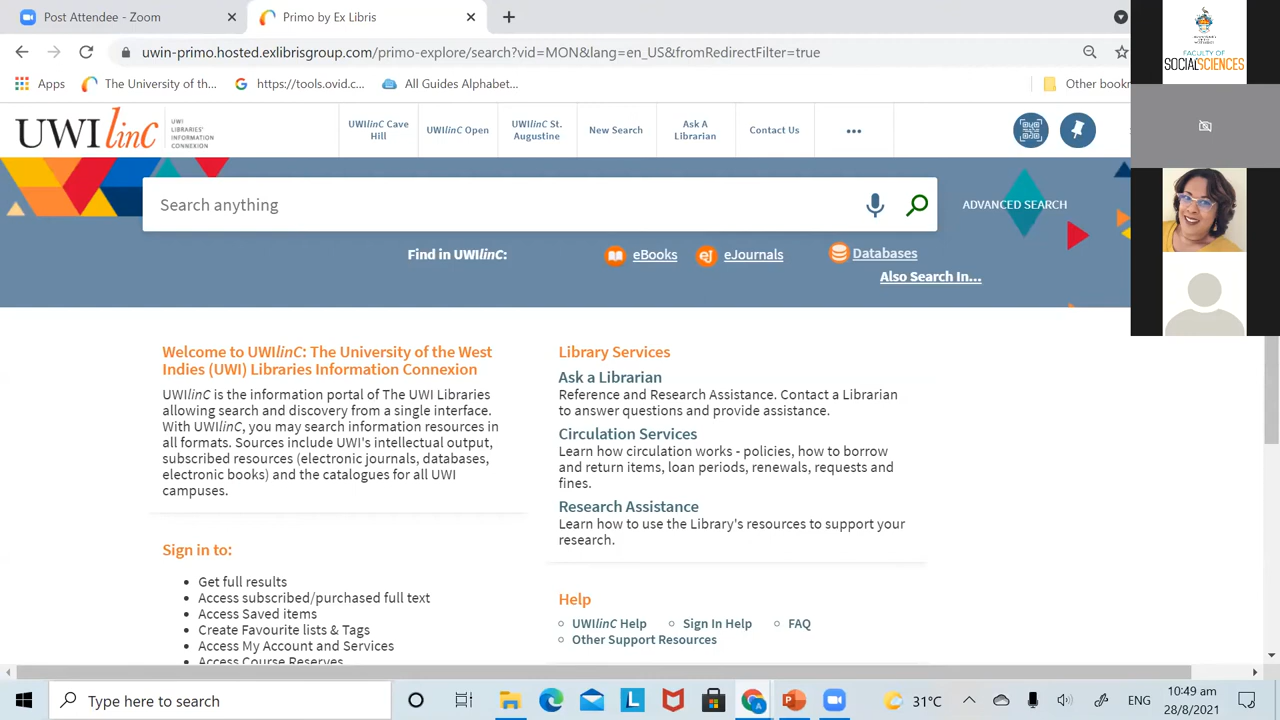 Post Attendee - Zoom
Primo by Ex Libris
uwin-primo.hosted.exlibrisgroup.com/primo-explore/search?vid=MON&lang=en_US&fromRedirectFilter=true
Apps
The University of th...
https://tools.ovid.c...
All Guides Alphabet...
Other bookn
FACULTY OF
SOCIALSCIENCES
UWIlinC
UWI
LIBRARIES'
INFORMATION
CONNEXION
UWIlinC Cave
Hill
UWIlinC Open
UWIlinC St.
Augustine
New Search
Ask A
Librarian
Contact Us
Search anything
ADVANCED SEARCH
Find in UWIlinC:
eBooks
eJ
eJournals
Databases
Also Search In...
Welcome to UWIlinC: The University of the West
Indies (UWI) Libraries Information Connexion
UWIlinC is the information portal of The UWI Libraries
allowing search and discovery from a single interface.
With UWIlinC, you may search information resources in
all formats. Sources include UWI's intellectual output,
subscribed resources (electronic journals, databases,
electronic books) and the catalogues for all UWI
campuses.
Sign in to:
Get full results
Access subscribed/purchased full text
Access Saved items
Create Favourite lists & Tags
Access My Account and Services
Access Course Reserves
Library Services
Ask a Librarian
Reference and Research Assistance. Contact a Librarian
to answer questions and provide assistance.
Circulation Services
Learn how circulation works - policies, how to borrow
and return items, loan periods, renewals, requests and
fines.
Research Assistance
Learn how to use the Library's resources to support your
research.
Help
UWIlinC Help
Sign In Help
FAQ
Other Support Resources
Type here to search
L
31°C
ENG
10:49 am
28/8/2021